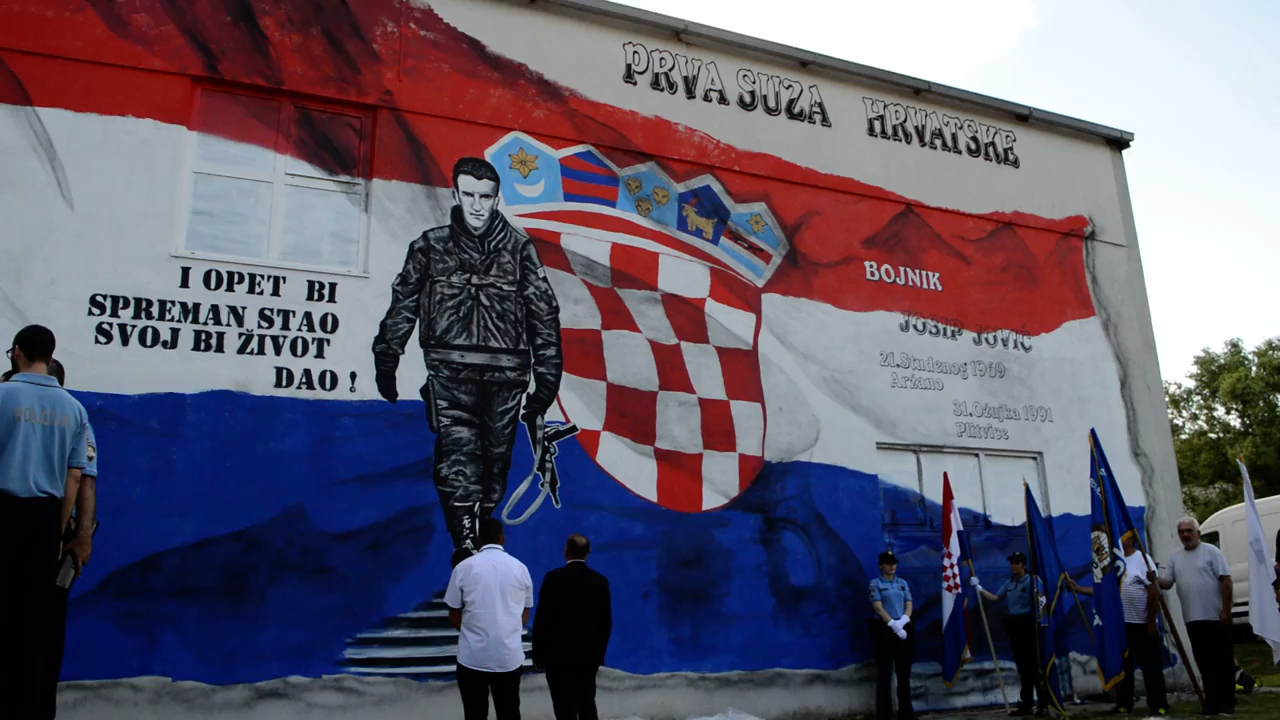 PRVA SUZA HRVATSKE
I OPET BI
SPREMAN STAO
SVOJ BI ŽIVOT
DAO !
BOJNIK
JOSIP JOVIĆ
21.Studenog 1969
Aržano
31.Ožujka 1991
Plitvice